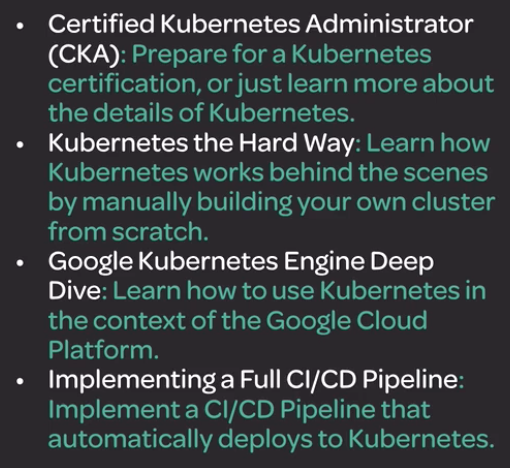 • Certified Kubernetes Administrator
(CKA): Prepare for a Kubernetes
certification, or just learn more about
the details of Kubernetes.
• Kubernetes the Hard Way: Learn how
Kubernetes works behind the scenes
by manually building your own cluster
from scratch.
• Google Kubernetes Engine Deep
Dive: Learn how to use Kubernetes in
the context of the Google Cloud
Platform.
• Implementing a Full CI/CD Pipeline:
Implement a CI/CD Pipeline that
automatically deploys to Kubernetes.